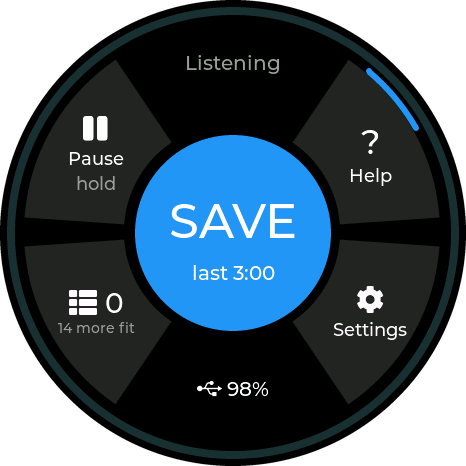 Listening
Pause
hold
?
Help
SAVE
last 3:00
0
14 more fit
Settings
98%